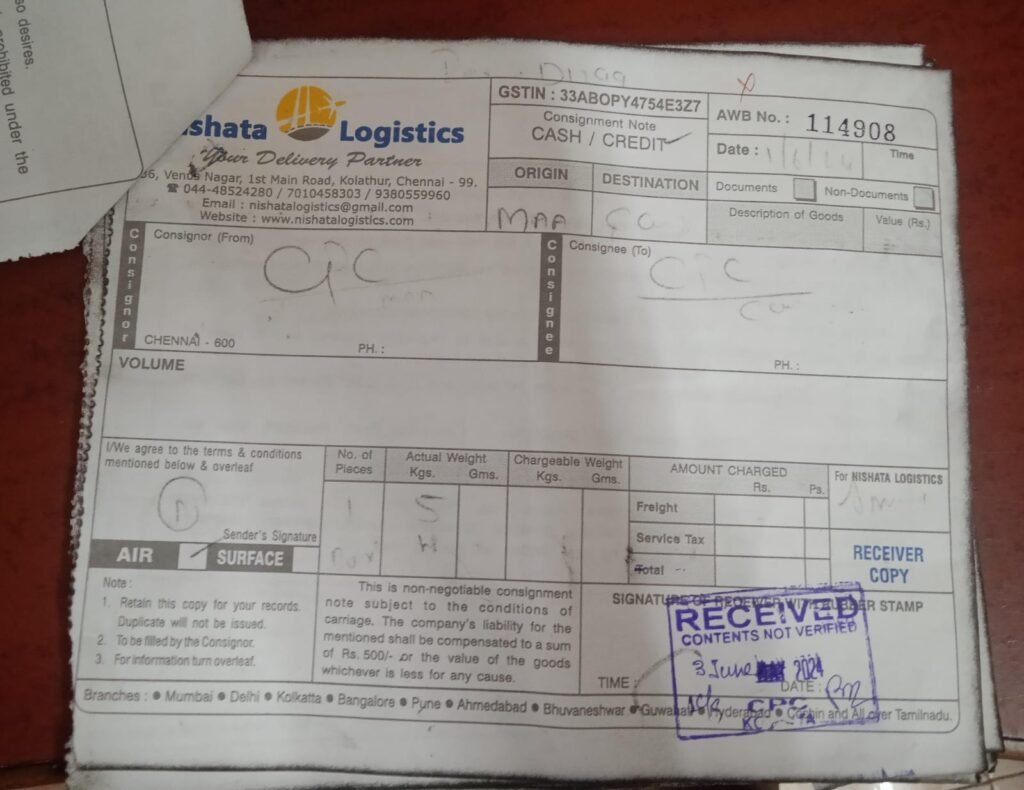 so desires.
prohibited under the
GSTIN : 33ABOPY4754E3Z7
Consignment Note
CASH / CREDIT
AWB No. : 114908
Date :
Time
ishata Logistics
Your Delivery Partner
Nagar, 1st Main Road, Kolathur, Chennai - 99.
☎ 044-48524280 / 7010458303 / 9380559960
Email : nishatalogistics@gmail.com
Website : www.nishatalogistics.com
ORIGIN
DESTINATION
MAA
Documents
Non-Documents
Description of Goods
Value (Rs.)
Consignor
Consignor (From)
CPC
CHENNAI - 600
PH. :
Consignee
Consignee (To)
CPC
PH. :
VOLUME
I/We agree to the terms & conditions
mentioned below & overleaf
Sender's Signature
AIR
SURFACE
No. of
Pieces
1
Actual Weight
Kgs. Gms.
5
Chargeable Weight
Kgs. Gms.
AMOUNT CHARGED
Rs. Ps.
Freight
Service Tax
Total
For NISHATA LOGISTICS
RECEIVER
COPY
Note :
1. Retain this copy for your records.
Duplicate will not be issued.
2. To be filled by the Consignor.
3. For information turn overleaf.
This is non-negotiable consignment
note subject to the conditions of
carriage. The company's liability for the
mentioned shall be compensated to a sum
of Rs. 500/- or the value of the goods
whichever is less for any cause.
SIGNATURE OF RECEIVER WITH RUBBER STAMP
RECEIVED
CONTENTS NOT VERIFIED
3 June 2024
TIME :
DATE :
CPC
Branches : ● Mumbai ● Delhi ● Kolkatta ● Bangalore ● Pyne ● Ahmedabad ● Bhuvaneshwar ● Guwahati ● Hyderabad ● Cochin and All over Tamilnadu.